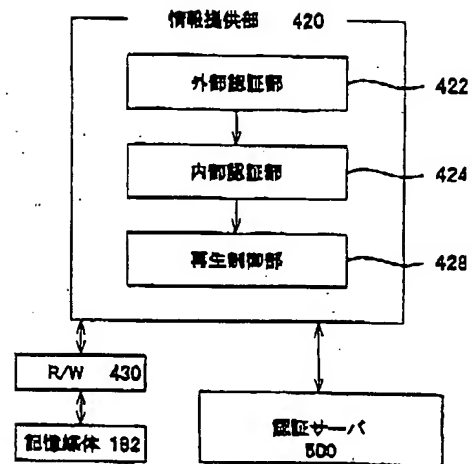 情報提供部 420
外部認証部
422
内部認証部
424
再生制御部
428
R/W 430
記憶媒体 192
認証サーバ
500